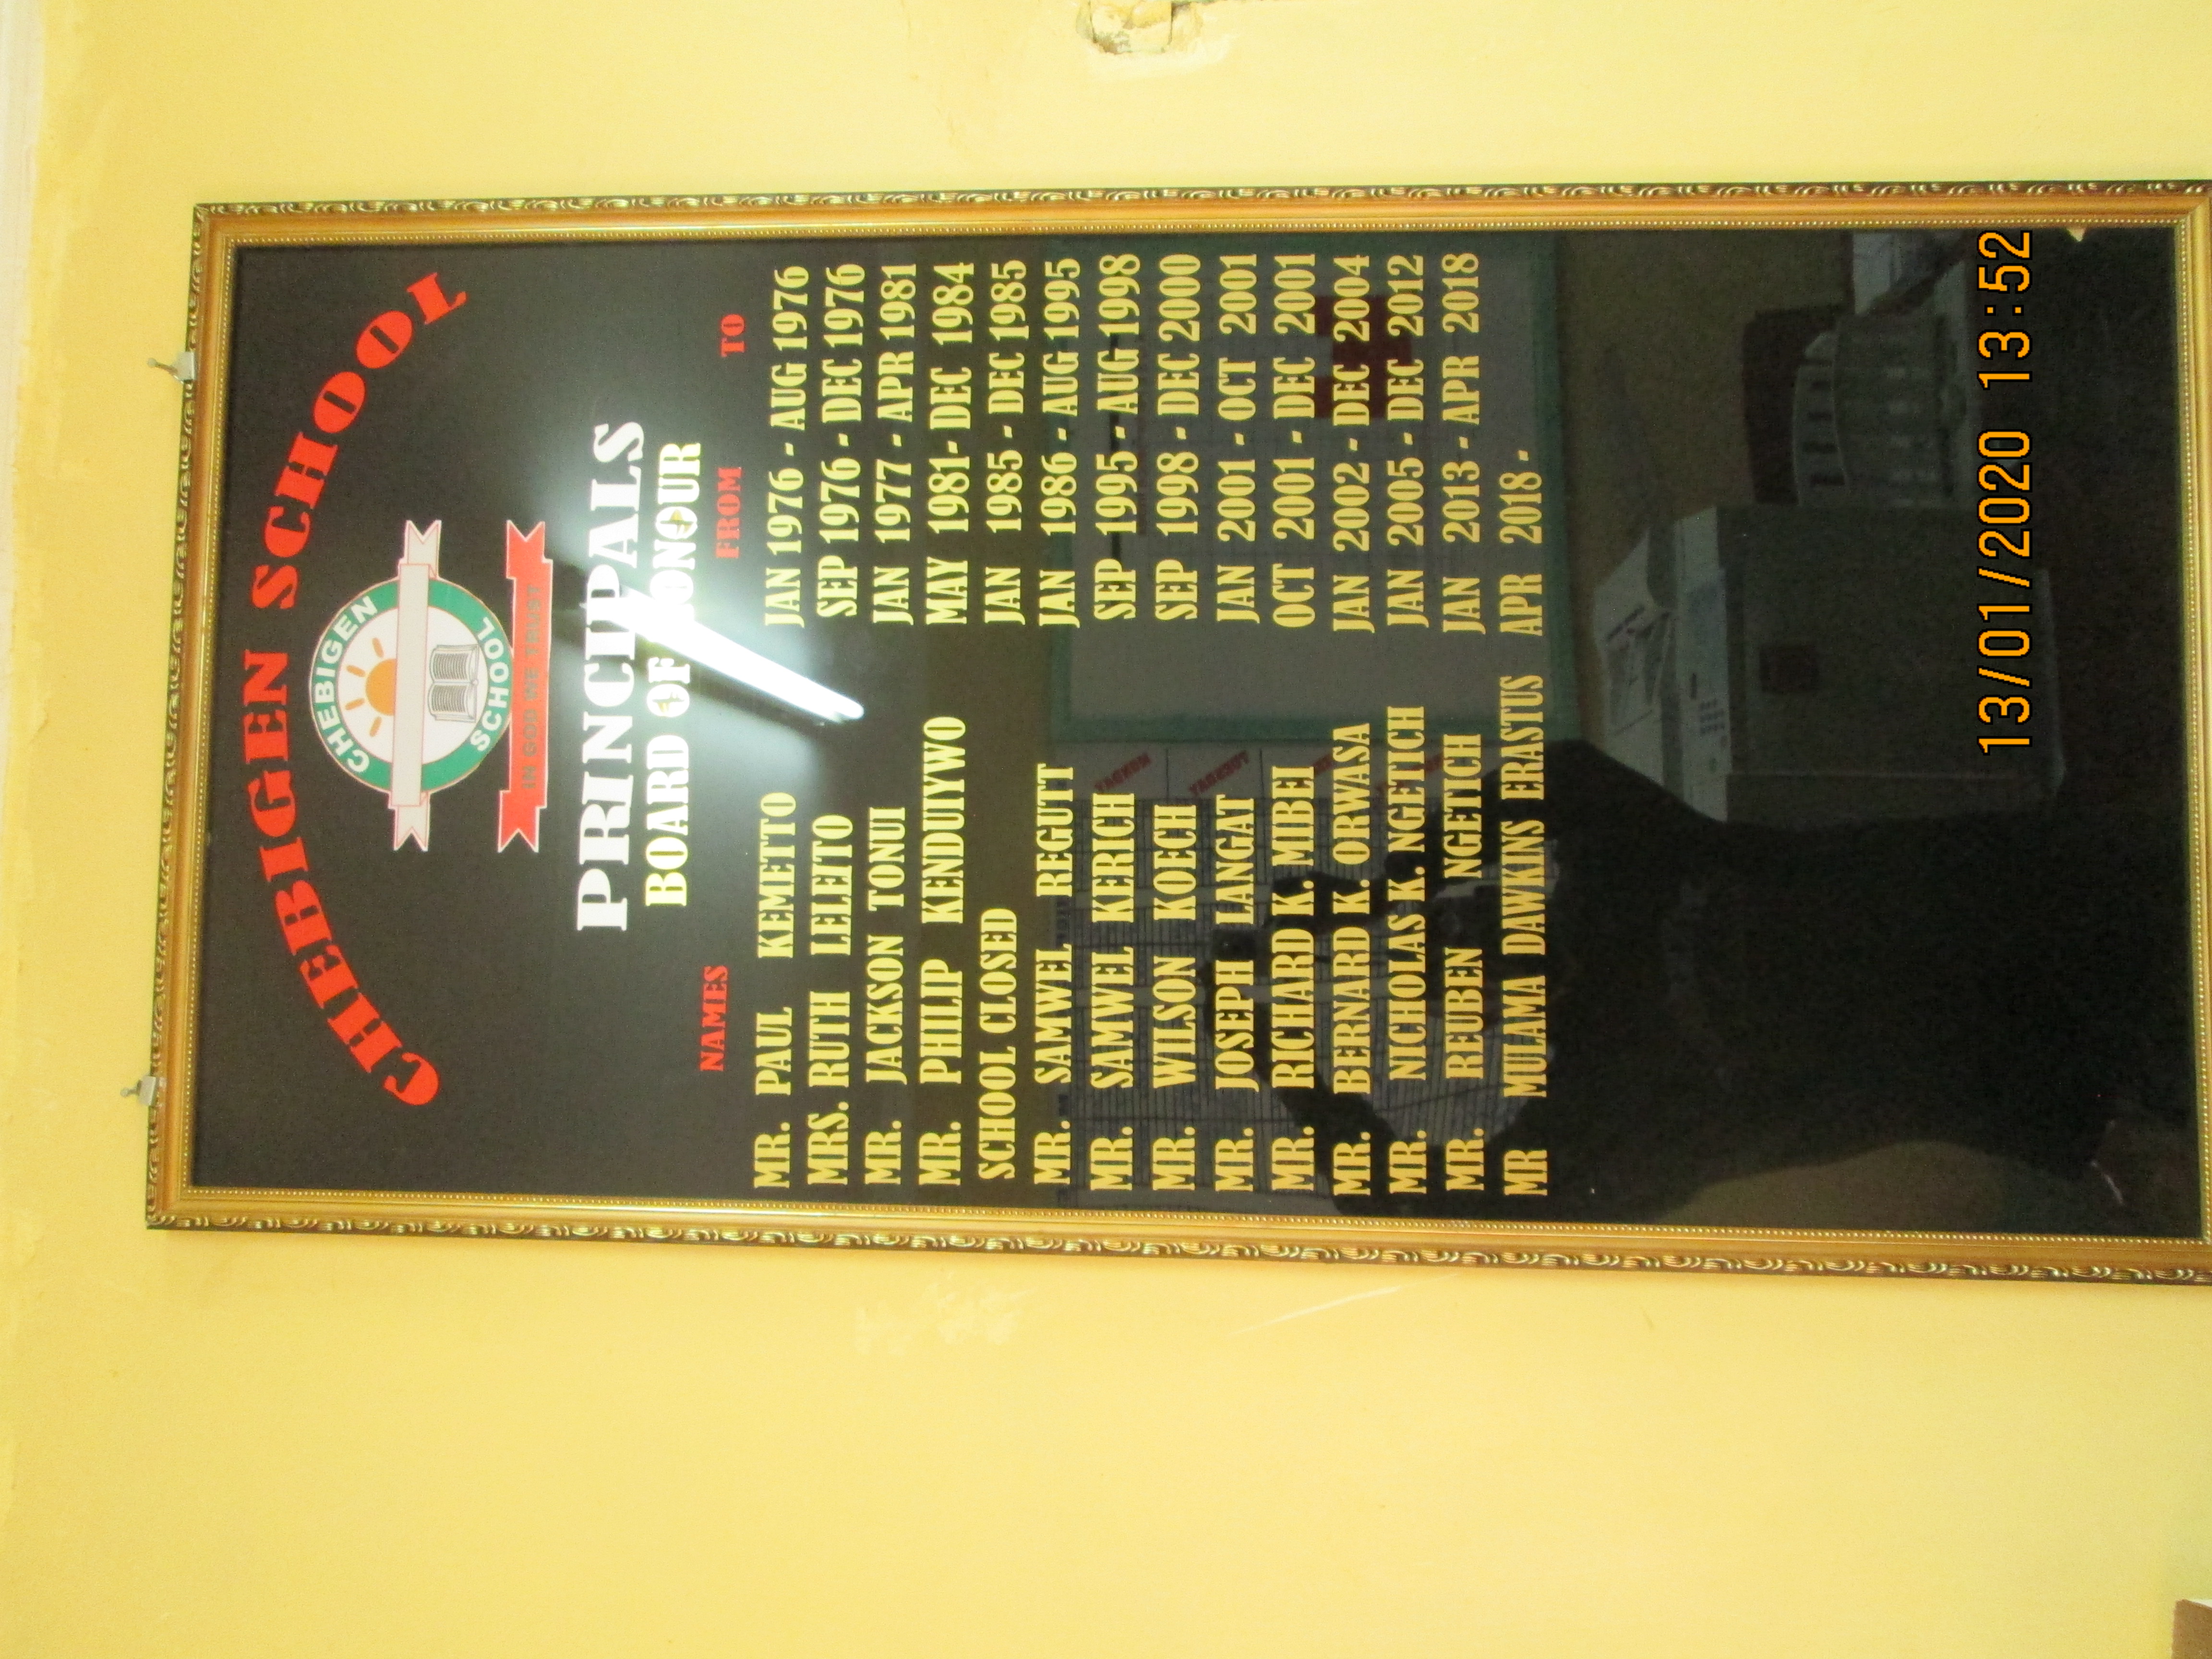 CHEBIGEN SCHOOL
CHEBIGEN
SCHOOL
IN GOD WE TRUST
PRINCIPALS
BOARD OF HONOUR
NAMES FROM TO
MR. PAUL KEMETTO JAN 1976 - AUG 1976
MRS. RUTH LELEITO SEP 1976 - DEC 1976
MR. JACKSON TONUI JAN 1977 - APR 1981
MR. PHILIP KENDUIYWO MAY 1981- DEC 1984
SCHOOL CLOSED JAN 1985 - DEC 1985
MR. SAMWEL REGUTT JAN 1986 - AUG 1995
MR. SAMWEL KERICH SEP 1995 - AUG 1998
MR. WILSON KOECH SEP 1998 - DEC 2000
MR. JOSEPH LANGAT JAN 2001 - OCT 2001
MR. RICHARD K. MIBEI OCT 2001 - DEC 2001
MR. BERNARD K. ORWASA JAN 2002 - DEC 2004
MR. NICHOLAS K. NGETICH JAN 2005 - DEC 2012
MR. REUBEN NGETICH JAN 2013 - APR 2018
MR MULAMA DAWKINS ERASTUS APR 2018 -
13/01/2020 13:52